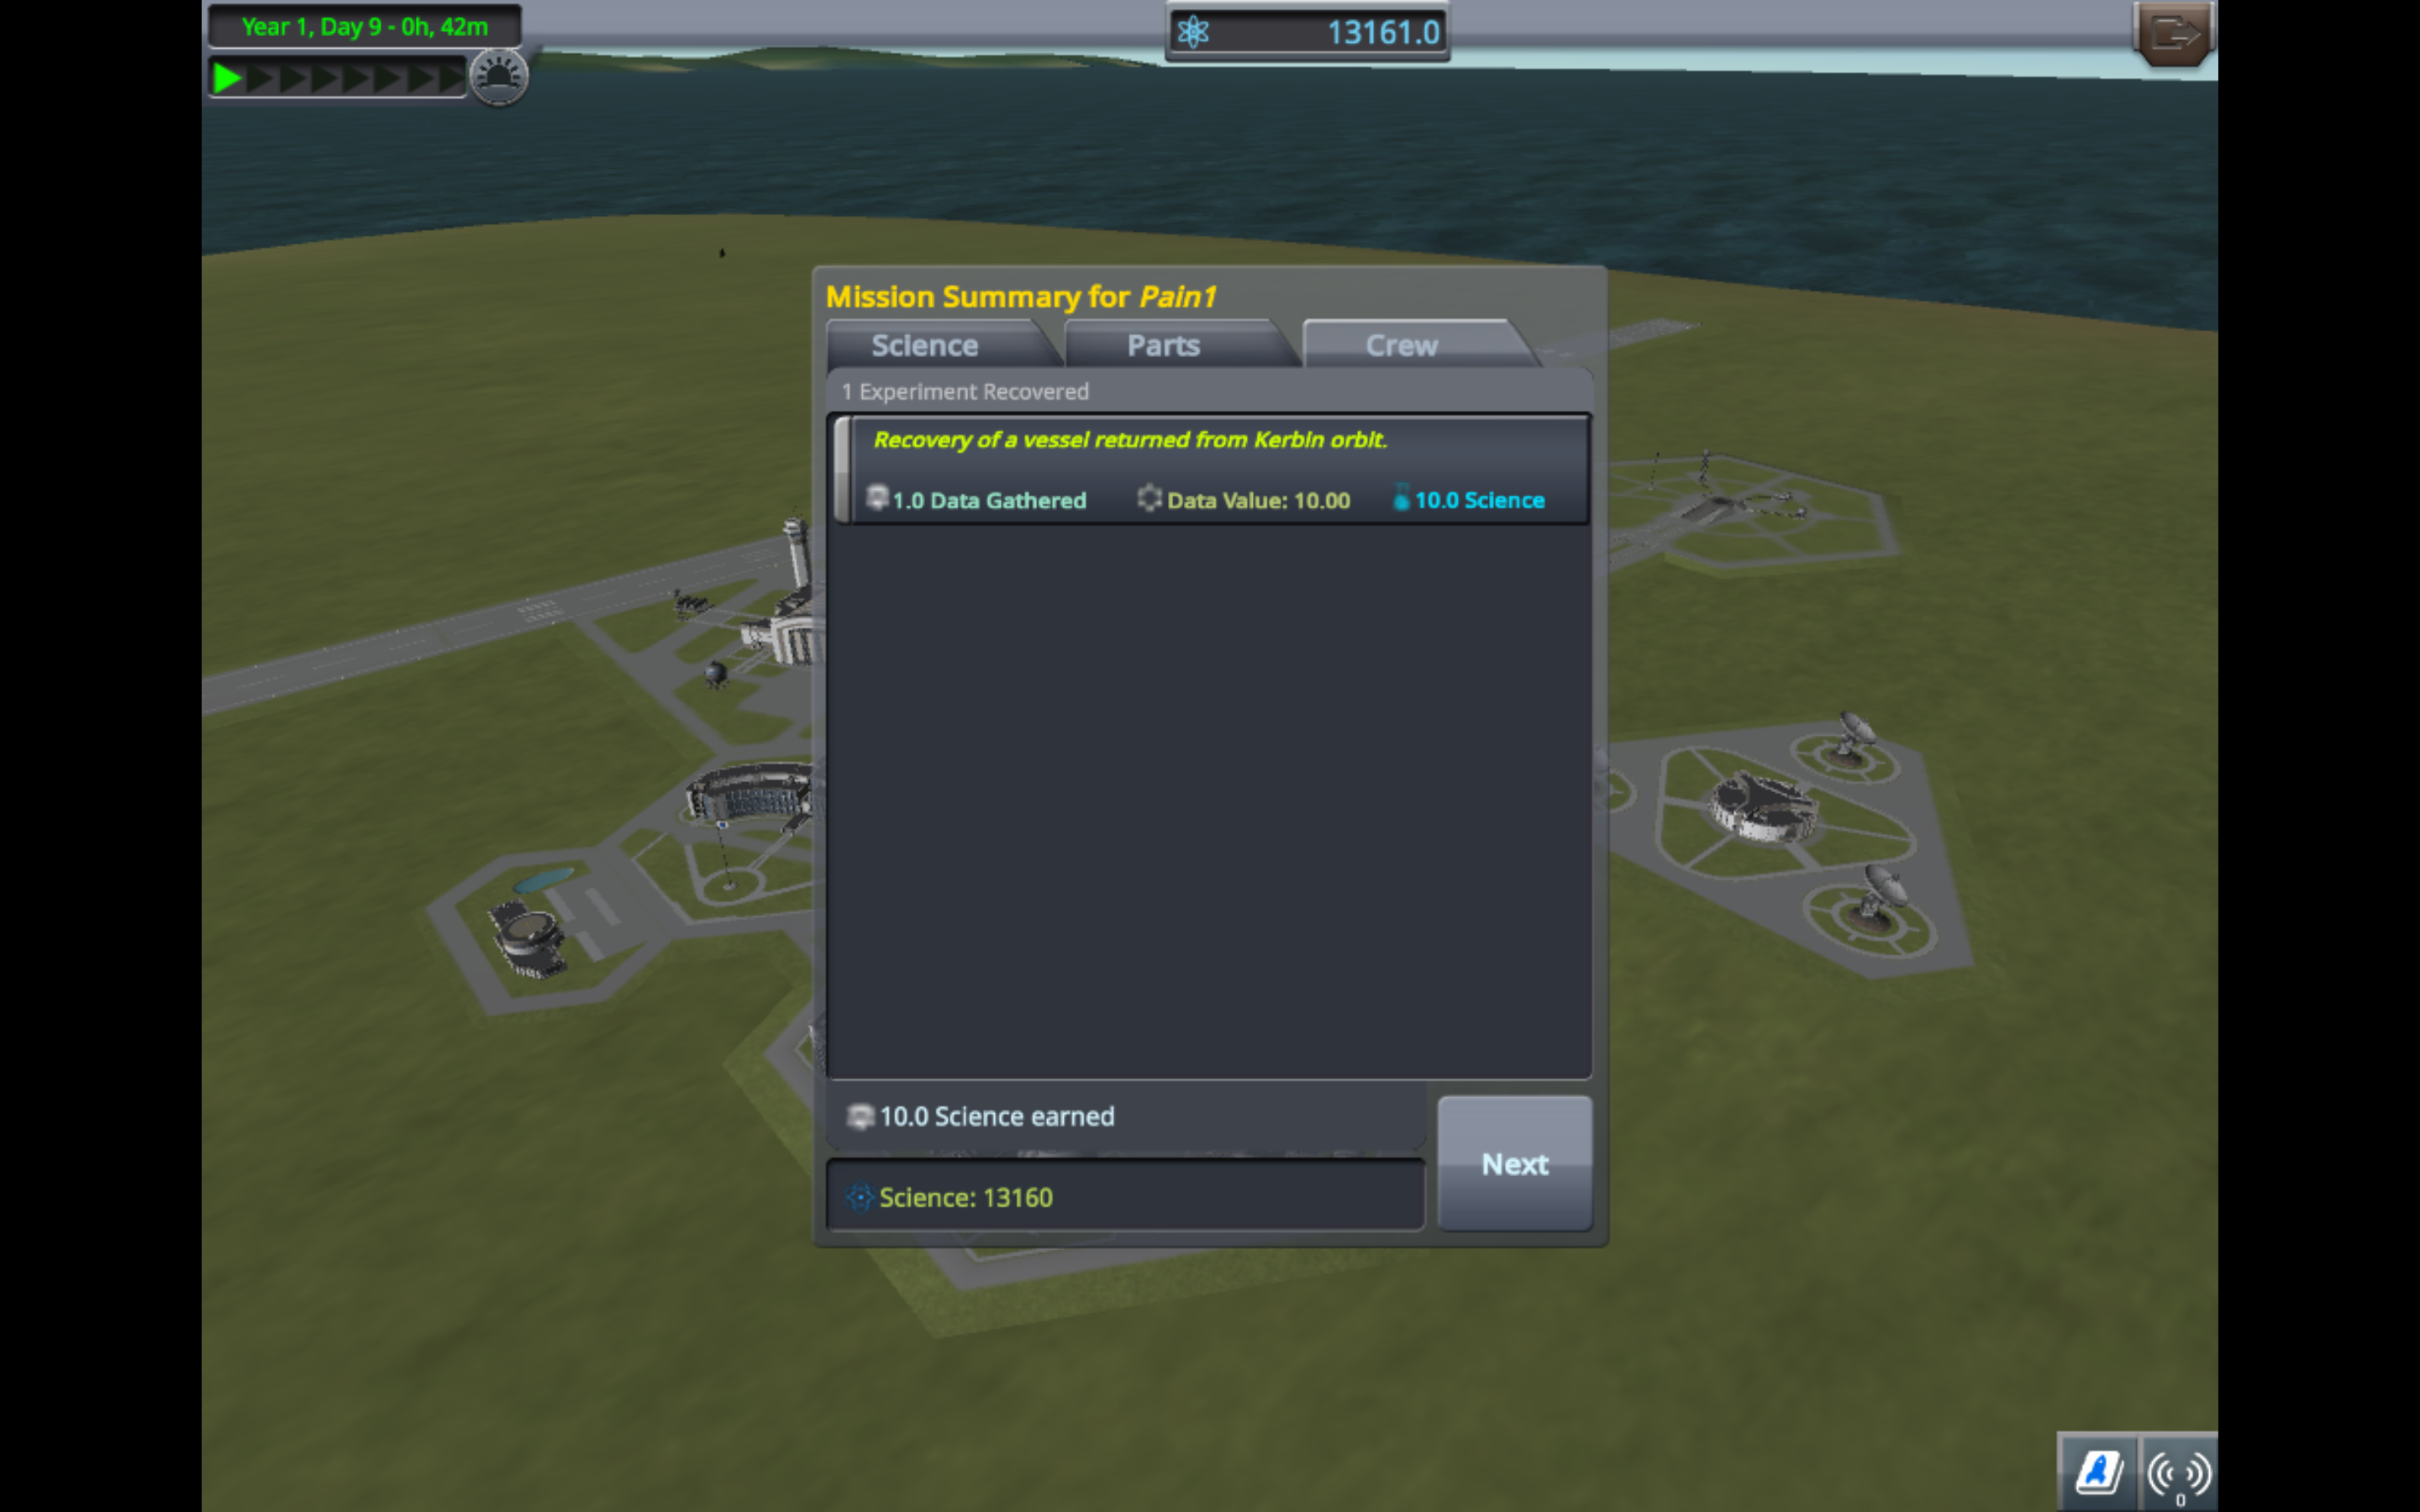 Year 1, Day 9 - 0h, 42m
13161.0
Mission Summary for Pain1
Science Parts Crew
1 Experiment Recovered
Recovery of a vessel returned from Kerbin orbit.
1.0 Data Gathered Data Value: 10.00 10.0 Science
10.0 Science earned
Science: 13160
Next
0